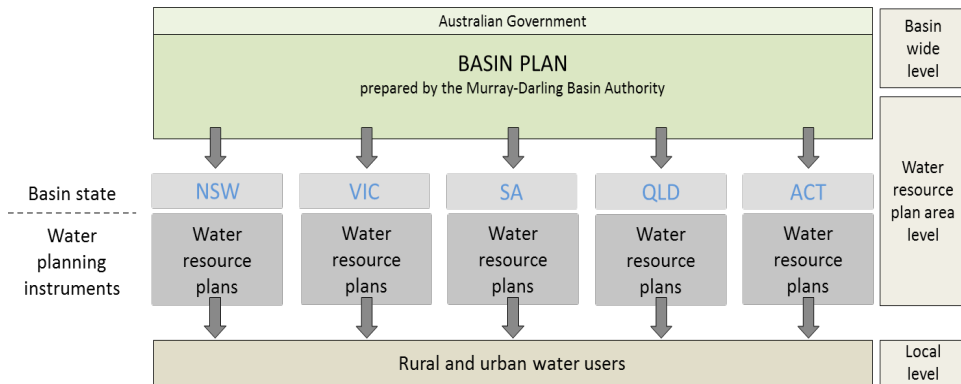 Australian Government
BASIN PLAN
prepared by the Murray-Darling Basin Authority
Basin
wide
level
Basin state
NSW
VIC
SA
QLD
ACT
Water
planning
instruments
Water
resource
plans
Water
resource
plans
Water
resource
plans
Water
resource
plans
Water
resource
plans
Water
resource
plan area
level
Rural and urban water users
Local
level